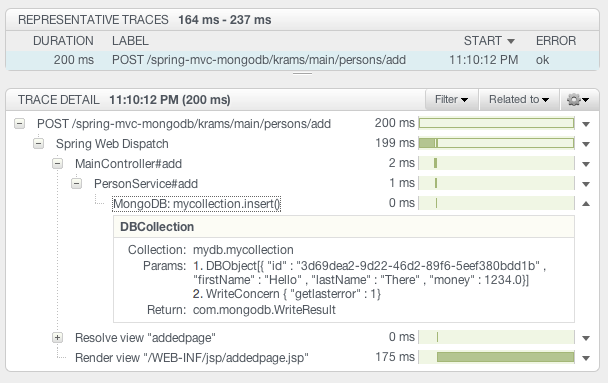 REPRESENTATIVE TRACES 164 ms - 237 ms
DURATION LABEL START ERROR
200 ms POST /spring-mvc-mongodb/krams/main/persons/add 11:10:12 PM ok
TRACE DETAIL 11:10:12 PM (200 ms) Filter Related to
POST /spring-mvc-mongodb/krams/main/persons/add 200 ms
Spring Web Dispatch 199 ms
MainController#add 2 ms
PersonService#add 1 ms
MongoDB: mycollection.insert() 0 ms
DBCollection
Collection: mydb.mycollection
Params: 1. DBObject[{ "id" : "3d69dea2-9d22-46d2-89f6-5eef380bdd1b" ,
"firstName" : "Hello" , "lastName" : "There" , "money" : 1234.0}]
2. WriteConcern { "getlasterror" : 1}
Return: com.mongodb.WriteResult
Resolve view "addedpage" 0 ms
Render view "/WEB-INF/jsp/addedpage.jsp" 175 ms